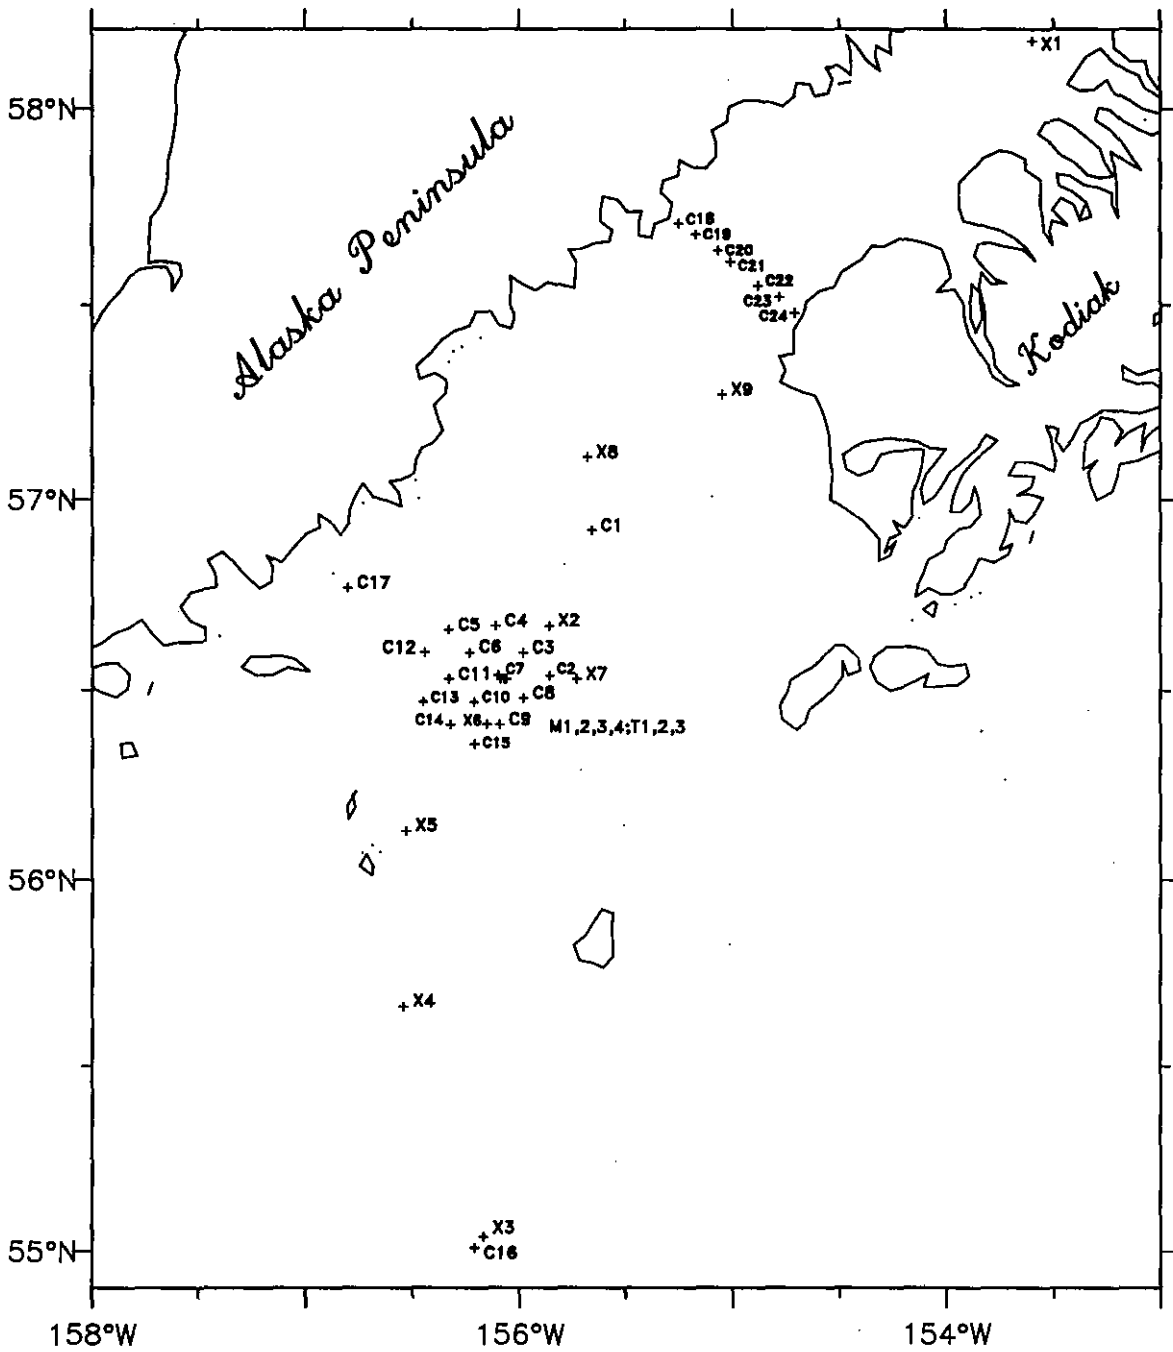 X1
58°N
Alaska Peninsula
C18
C19
C20
C21
C22
C23
C24
Kodiak
X9
X8
57°N
C1
C17
C5 C4 X2
C12 C6 C3
C11 C7 C2 X7
C13 C10 C8
C14 X6 C9 M1,2,3,4;T1,2,3
C15
X5
56°N
X4
X3
55°N
C16
158°W 156°W 154°W